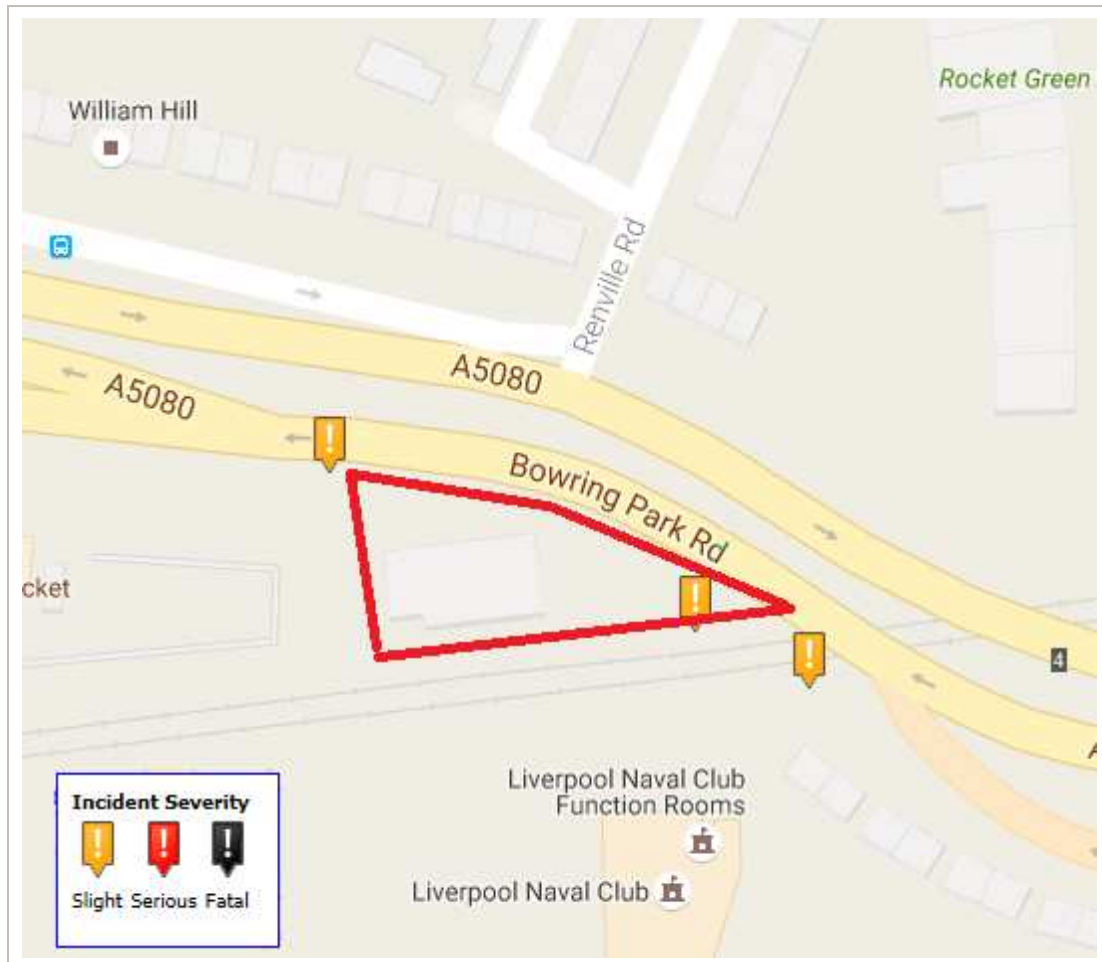 Rocket Green
William Hill
Renville Rd
A5080
A5080
Bowring Park Rd
cket
4
A
Liverpool Naval Club
Function Rooms
Liverpool Naval Club
Incident Severity
! ! !
Slight Serious Fatal